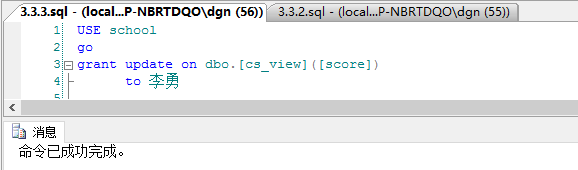 3.3.3.sql - (local...P-NBRTDQO\dgn (56))
3.3.2.sql - (local...P-NBRTDQO\dgn (55))
1 USE school
2 go
3 grant update on dbo.[cs_view]([score])
4 to 李勇
5
消息
命令已成功完成。